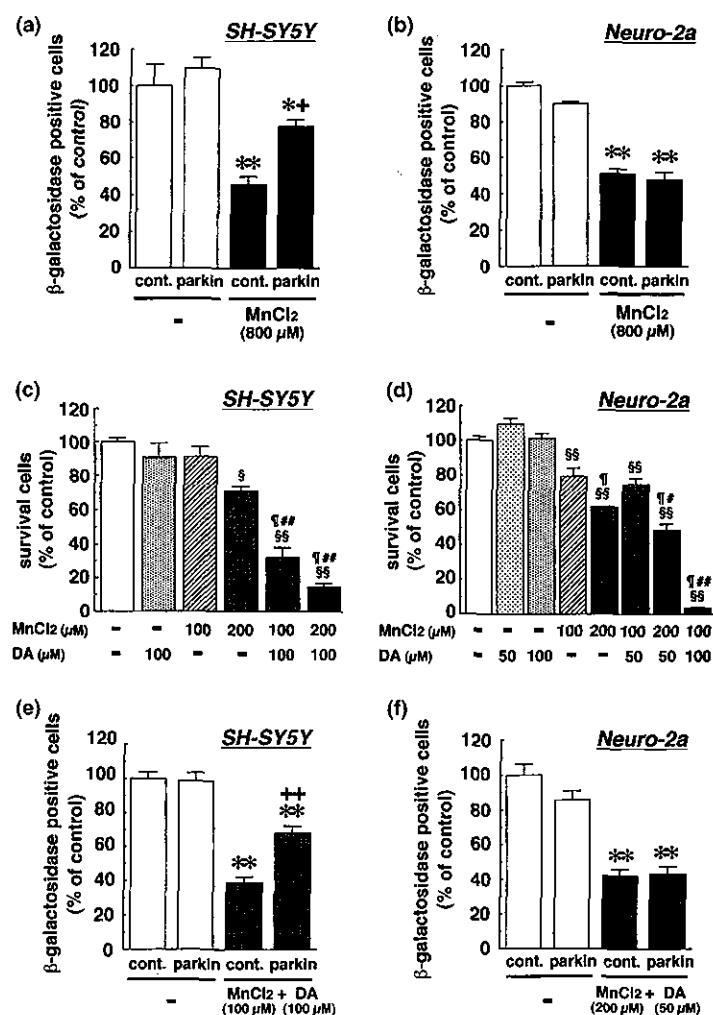 (a)
SH-SY5Y
β-galactosidase positive cells
(% of control)
120
100
80
60
40
20
0
**
*+
cont. parkin cont. parkin
-
MnCl2
(800 µM)
(b)
Neuro-2a
β-galactosidase positive cells
(% of control)
120
100
80
60
40
20
0
** **
cont. parkin cont. parkin
-
MnCl2
(800 µM)
(c)
SH-SY5Y
survival cells
(% of control)
120
100
80
60
40
20
0
§
¶##
§§
¶##
§§
MnCl2 (µM) - - 100 200 100 200
DA (µM) - 100 - - 100 100
(d)
Neuro-2a
survival cells
(% of control)
120
100
80
60
40
20
0
§§
¶
§§
§§
¶#
§§
¶##
§§
MnCl2 (µM) - - - 100 200 100 200 100
DA (µM) - 50 100 - - 50 50 100
(e)
SH-SY5Y
β-galactosidase positive cells
(% of control)
120
100
80
60
40
20
0
**
++
**
cont. parkin cont. parkin
-
MnCl2 + DA
(100 µM) (100 µM)
(f)
Neuro-2a
β-galactosidase positive cells
(% of control)
120
100
80
60
40
20
0
** **
cont. parkin cont. parkin
-
MnCl2 + DA
(200 µM) (50 µM)